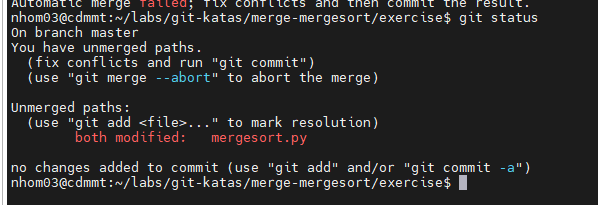 Automatic merge failed; fix conflicts and then commit the result.
nhom03@cdmmt:~/labs/git-katas/merge-mergesort/exercise$ git status
On branch master
You have unmerged paths.
  (fix conflicts and run "git commit")
  (use "git merge --abort" to abort the merge)

Unmerged paths:
  (use "git add <file>..." to mark resolution)
        both modified:   mergesort.py

no changes added to commit (use "git add" and/or "git commit -a")
nhom03@cdmmt:~/labs/git-katas/merge-mergesort/exercise$